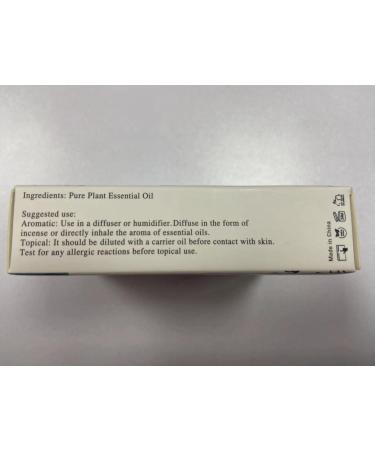 Ingredients: Pure Plant Essential Oil
Suggested use:
Aromatic: Use in a diffuser or humidifier.Diffuse in the form of
incense or directly inhale the aroma of essential oils.
Topical: It should be diluted with a carrier oil before contact with skin.
Test for any allergic reactions before topical use.
Made in China